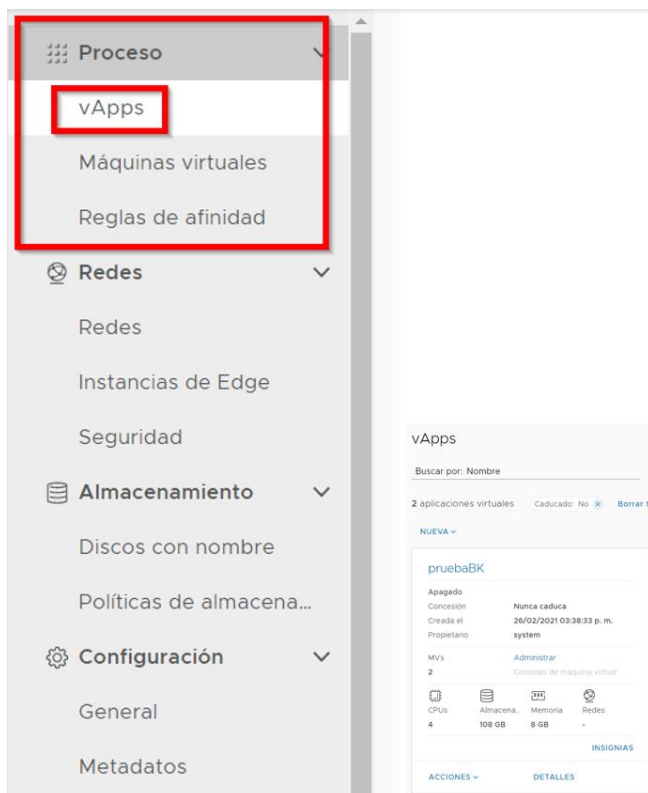 Proceso
vApps
Máquinas virtuales
Reglas de afinidad
Redes
Redes
Instancias de Edge
Seguridad
Almacenamiento
Discos con nombre
Políticas de almacena...
Configuración
General
Metadatos
vApps
Buscar por: Nombre
2 aplicaciones virtuales Caducado: No Borrar
NUEVA
pruebaBK
Apagado
Concesión Nunca caduca
Creada el 26/02/2021 03:38:33 p. m.
Propietario system
MVs Administrar
2 Consolas de máquina virtual
CPUs Almacena... Memoria Redes
4 108 GB 8 GB -
INSIGNIAS
ACCIONES DETALLES